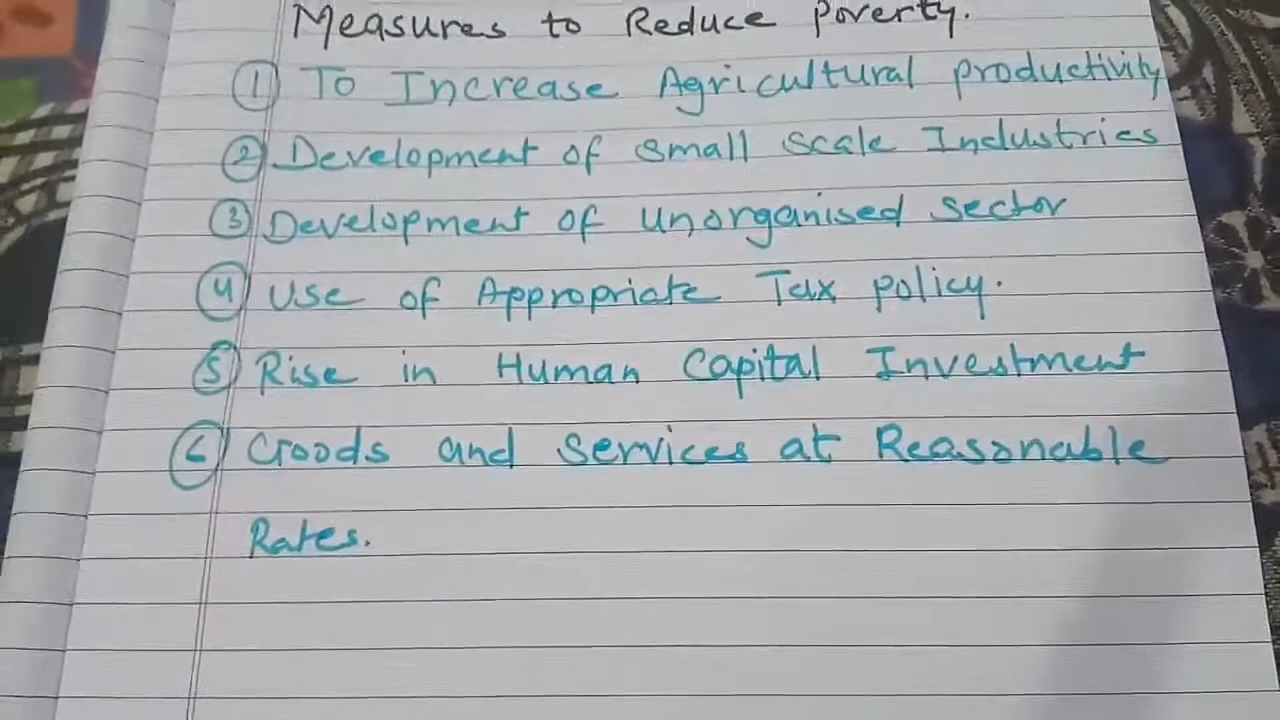 Measures to Reduce Poverty.
① To Increase Agricultural productivity
② Development of small scale Industries
③ Development of unorganised sector
④ Use of Appropriate Tax policy.
⑤ Rise in Human Capital Investment
⑥ Goods and services at Reasonable
Rates.